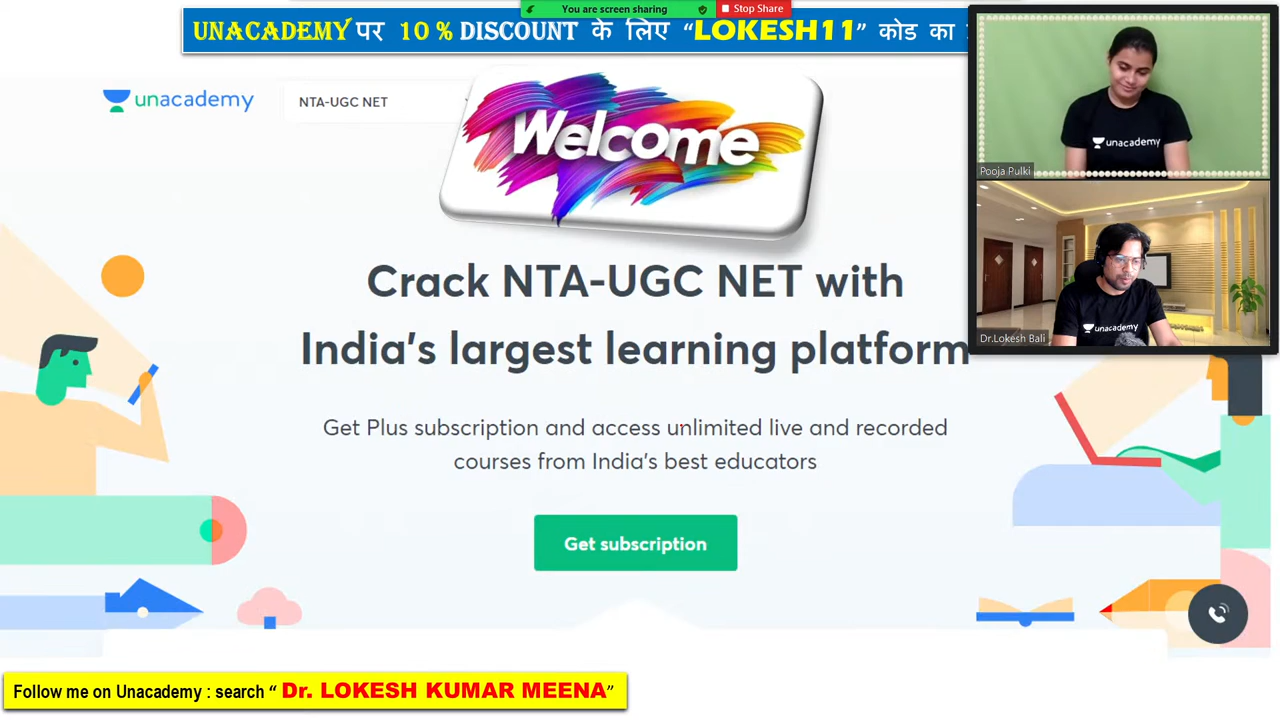 You are screen sharing
Stop Share
UNACADEMY पर 10 % DISCOUNT के लिए “LOKESH11” कोड का
unacademy
NTA-UGC NET
Welcome
unacademy
Pooja Pulki
unacademy
Dr.Lokesh Bali
Crack NTA-UGC NET with
India's largest learning platform
Get Plus subscription and access unlimited live and recorded
courses from India's best educators
Get subscription
Follow me on Unacademy : search “ Dr. LOKESH KUMAR MEENA”